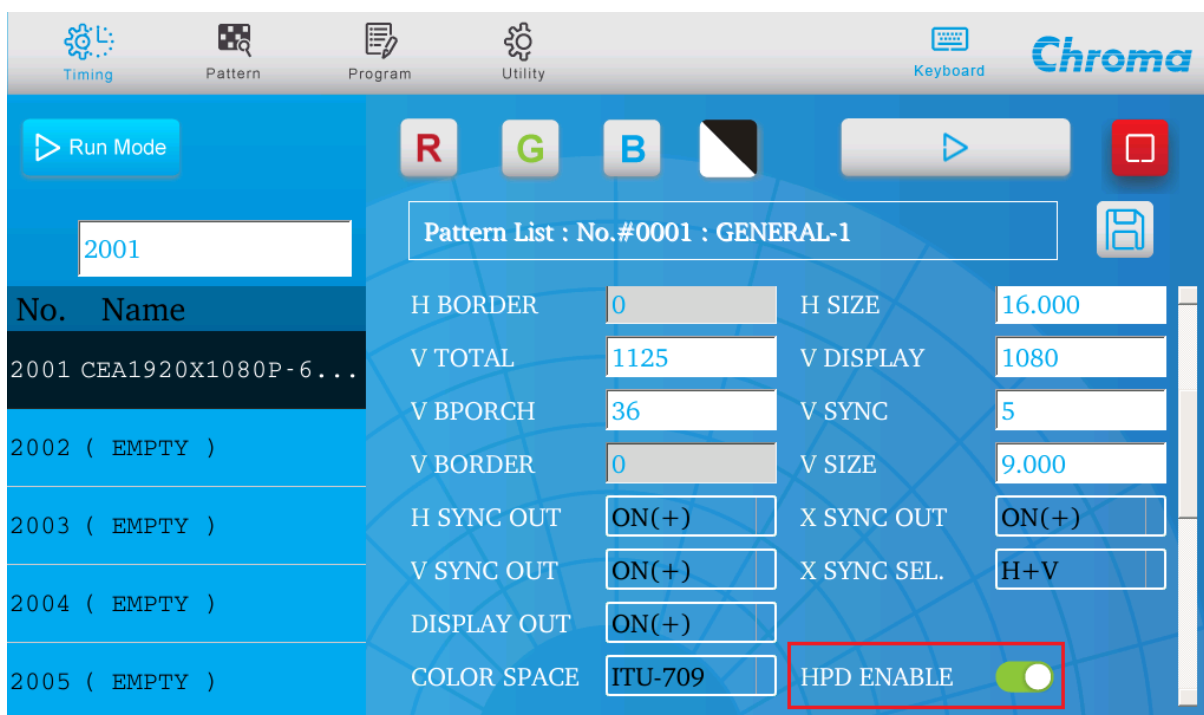 Timing
Pattern
Program
Utility
Keyboard
Chroma
Run Mode
R G B
2001
Pattern List : No.#0001 : GENERAL-1
No. Name
2001 CEA1920X1080P-6...
2002 ( EMPTY )
2003 ( EMPTY )
2004 ( EMPTY )
2005 ( EMPTY )
H BORDER 0 H SIZE 16.000
V TOTAL 1125 V DISPLAY 1080
V BPORCH 36 V SYNC 5
V BORDER 0 V SIZE 9.000
H SYNC OUT ON(+) X SYNC OUT ON(+)
V SYNC OUT ON(+) X SYNC SEL. H+V
DISPLAY OUT ON(+)
COLOR SPACE ITU-709 HPD ENABLE